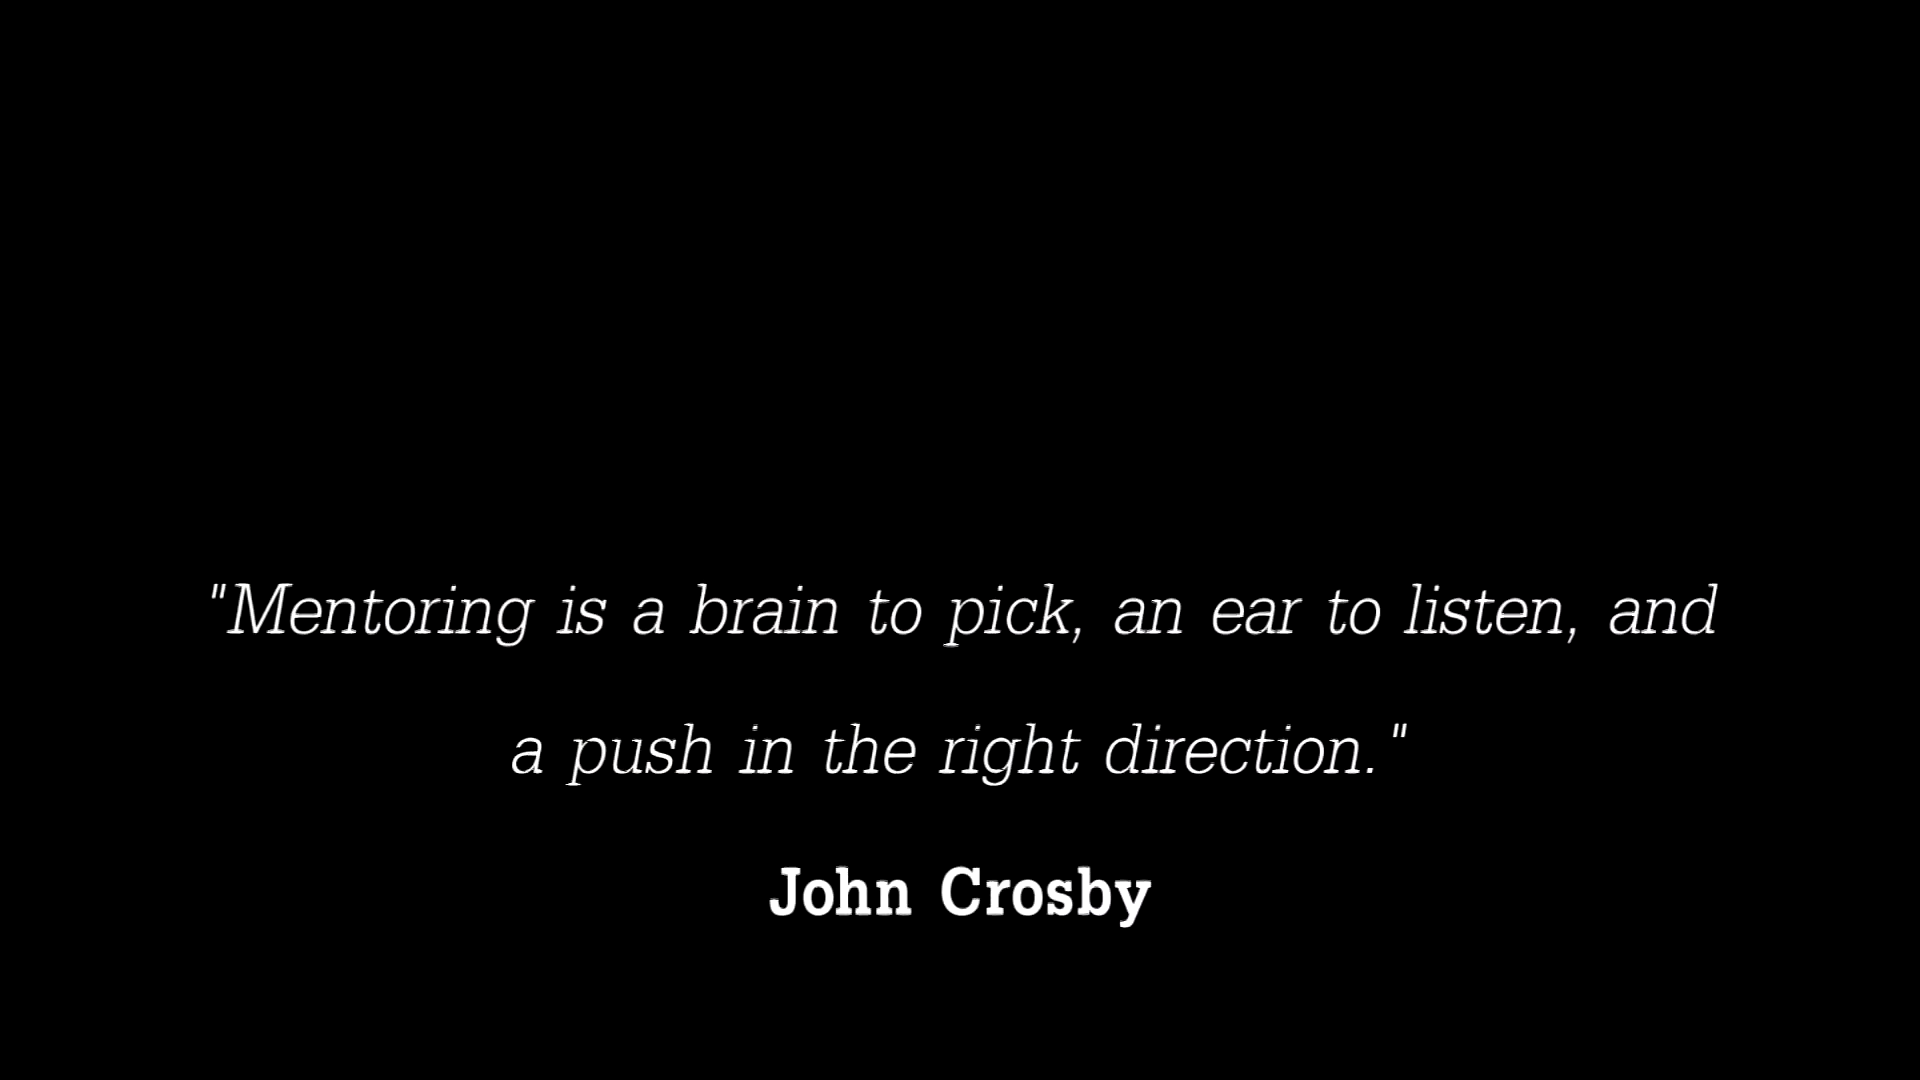 "Mentoring is a brain to pick, an ear to listen, and
a push in the right direction."
John Crosby